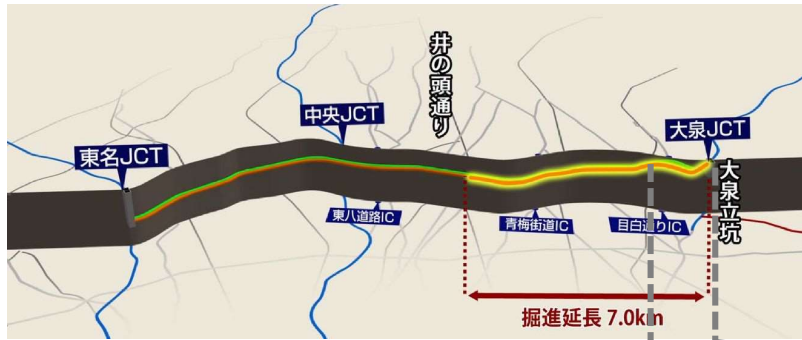 井の頭通り
中央JCT
大泉JCT
東名JCT
大泉立坑
東八道路IC
青梅街道IC
目白通りIC
掘進延長 7.0km